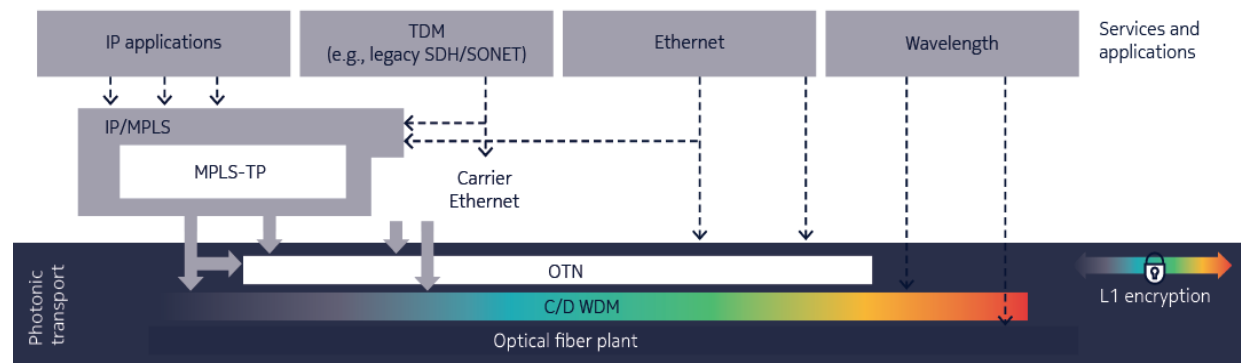 IP applications
TDM
(e.g., legacy SDH/SONET)
Ethernet
Wavelength
Services and
applications
IP/MPLS
MPLS-TP
Carrier
Ethernet
Photonic
transport
OTN
C/D WDM
L1 encryption
Optical fiber plant